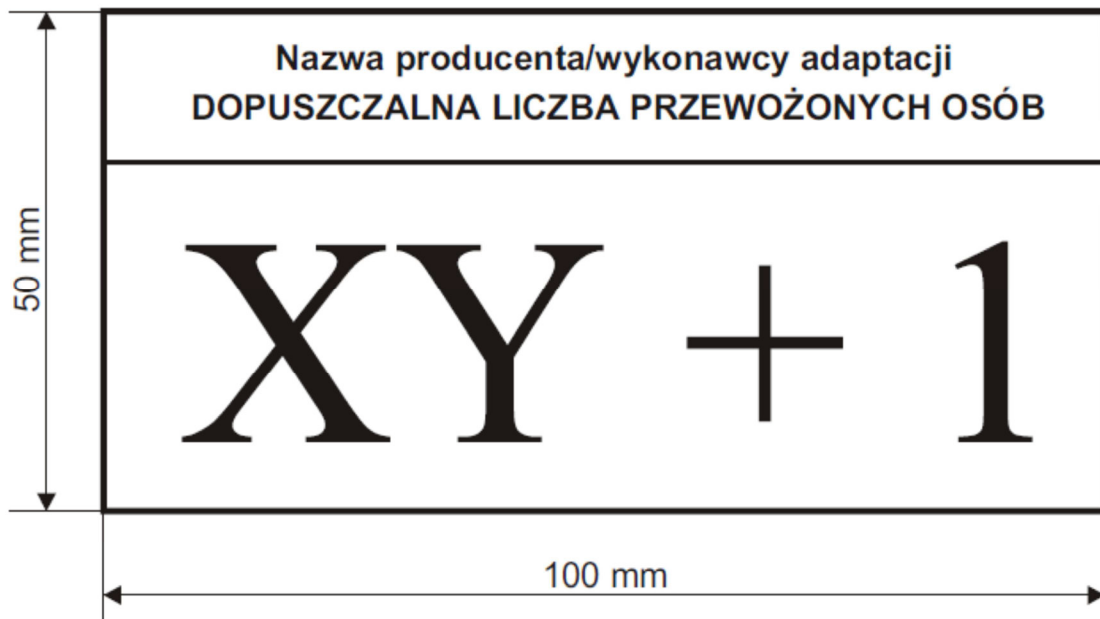 Nazwa producenta/wykonawcy adaptacji
DOPUSZCZALNA LICZBA PRZEWOŻONYCH OSÓB
50 mm
XY + 1
100 mm